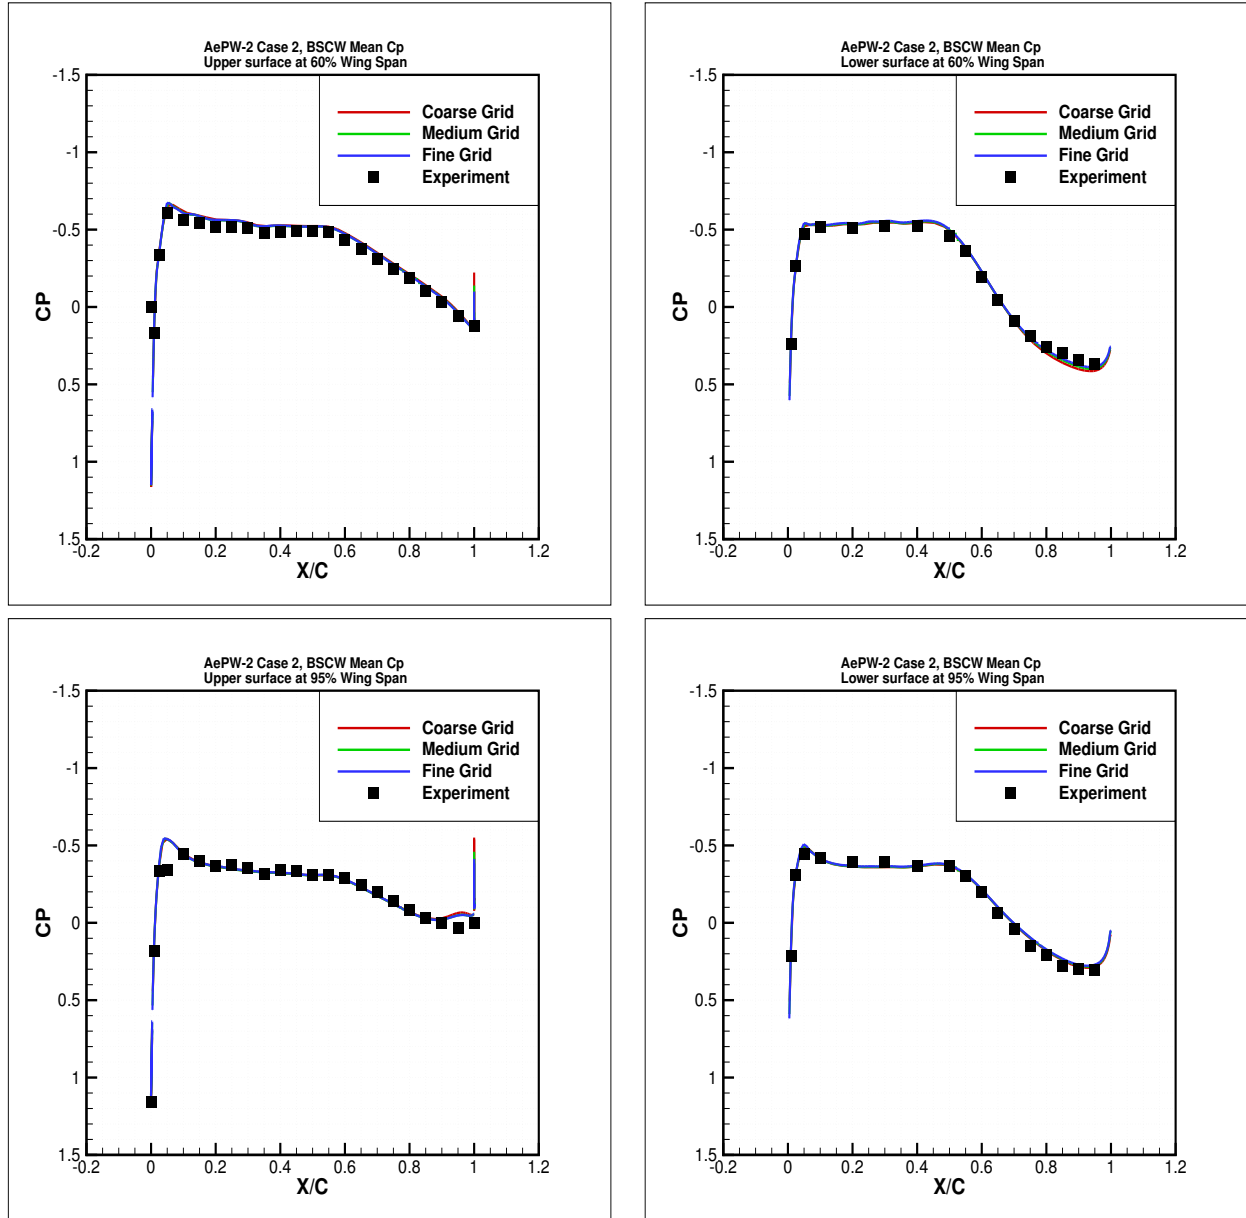 AePW-2 Case 2, BSCW Mean Cp
Upper surface at 60% Wing Span
-1.5
-1
-0.5
0
0.5
1
1.5
CP
-0.2
0
0.2
0.4
0.6
0.8
1
1.2
X/C
Coarse Grid
Medium Grid
Fine Grid
Experiment
AePW-2 Case 2, BSCW Mean Cp
Lower surface at 60% Wing Span
-1.5
-1
-0.5
0
0.5
1
1.5
CP
-0.2
0
0.2
0.4
0.6
0.8
1
1.2
X/C
Coarse Grid
Medium Grid
Fine Grid
Experiment
AePW-2 Case 2, BSCW Mean Cp
Upper surface at 95% Wing Span
-1.5
-1
-0.5
0
0.5
1
1.5
CP
-0.2
0
0.2
0.4
0.6
0.8
1
1.2
X/C
Coarse Grid
Medium Grid
Fine Grid
Experiment
AePW-2 Case 2, BSCW Mean Cp
Lower surface at 95% Wing Span
-1.5
-1
-0.5
0
0.5
1
1.5
CP
-0.2
0
0.2
0.4
0.6
0.8
1
1.2
X/C
Coarse Grid
Medium Grid
Fine Grid
Experiment